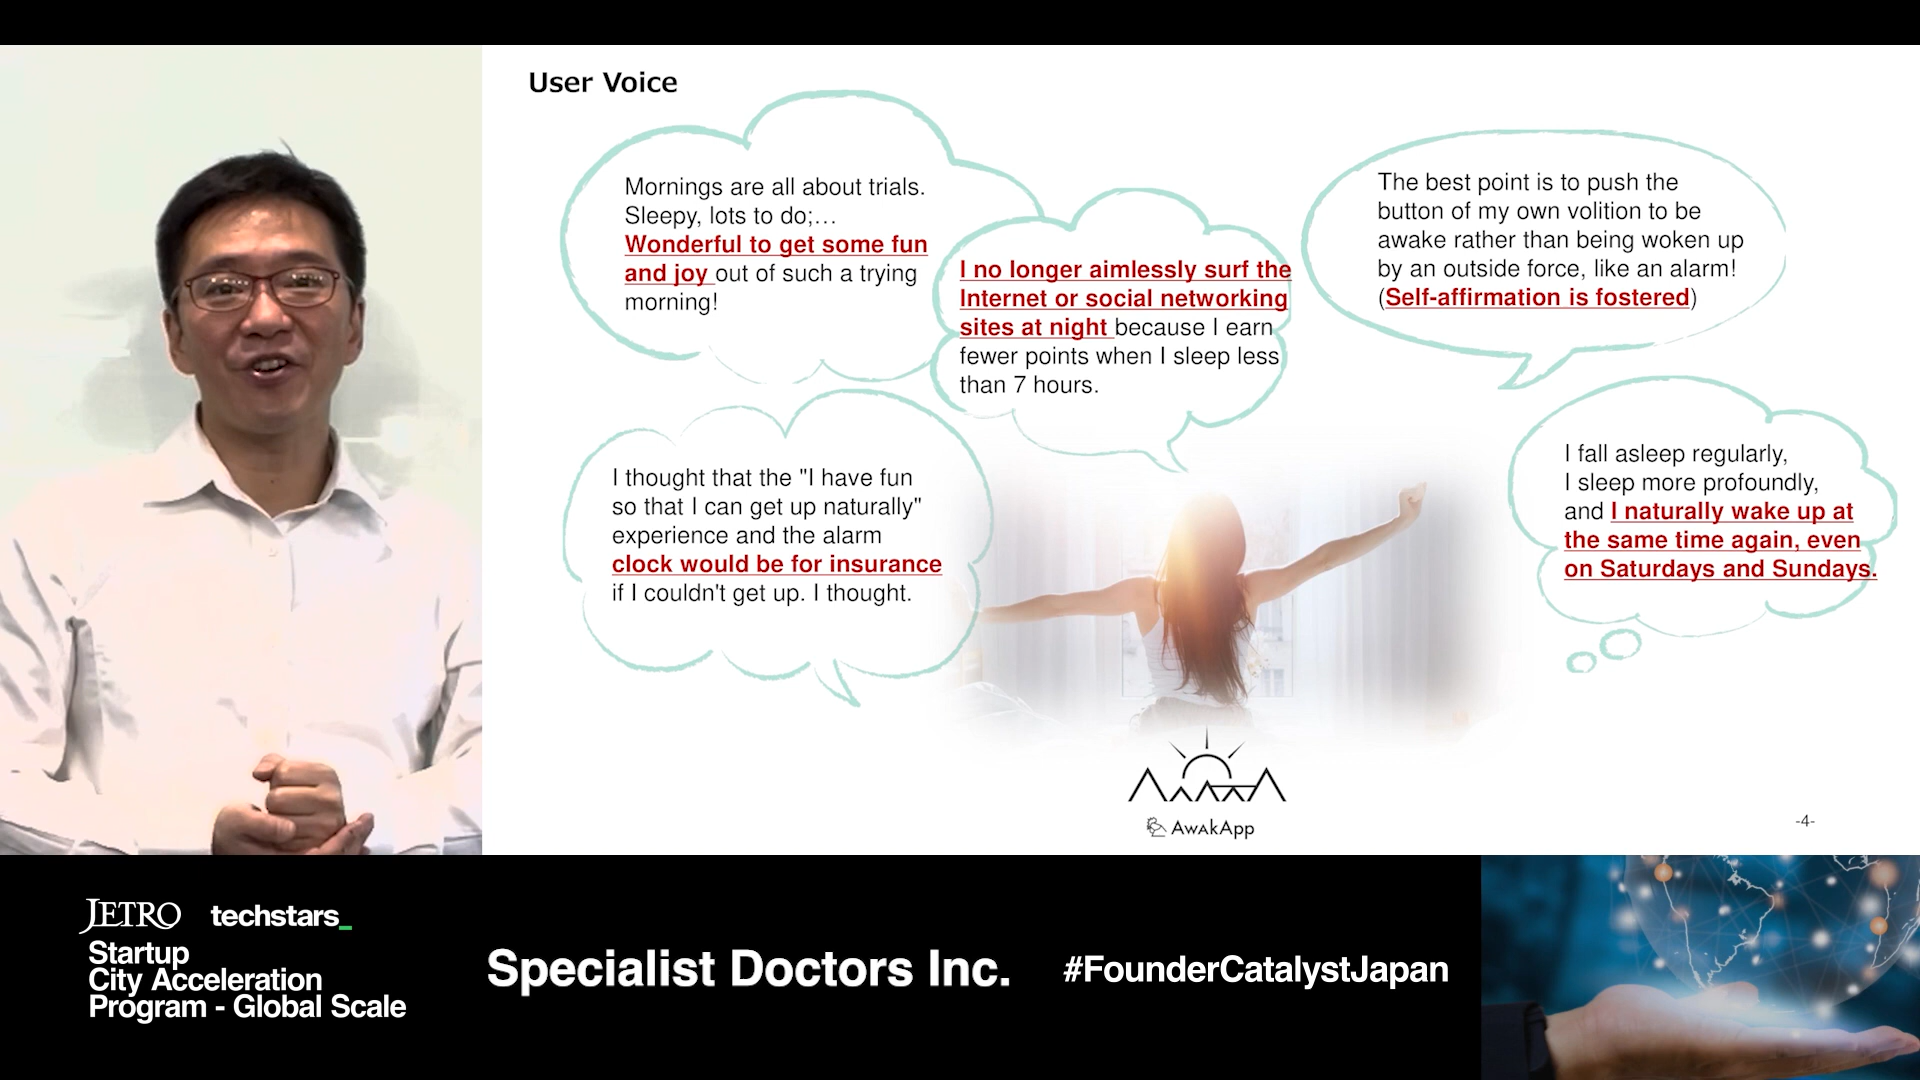 User Voice
Mornings are all about trials.
Sleepy, lots to do;…
Wonderful to get some fun
and joy out of such a trying
morning!
I no longer aimlessly surf the
Internet or social networking
sites at night because I earn
fewer points when I sleep less
than 7 hours.
The best point is to push the
button of my own volition to be
awake rather than being woken up
by an outside force, like an alarm!
(Self-affirmation is fostered)
I thought that the "I have fun
so that I can get up naturally"
experience and the alarm
clock would be for insurance
if I couldn't get up. I thought.
I fall asleep regularly,
I sleep more profoundly,
and I naturally wake up at
the same time again, even
on Saturdays and Sundays.
AwakApp
-4-
JETRO techstars_
Startup
City Acceleration
Program - Global Scale
Specialist Doctors Inc.
#FounderCatalystJapan